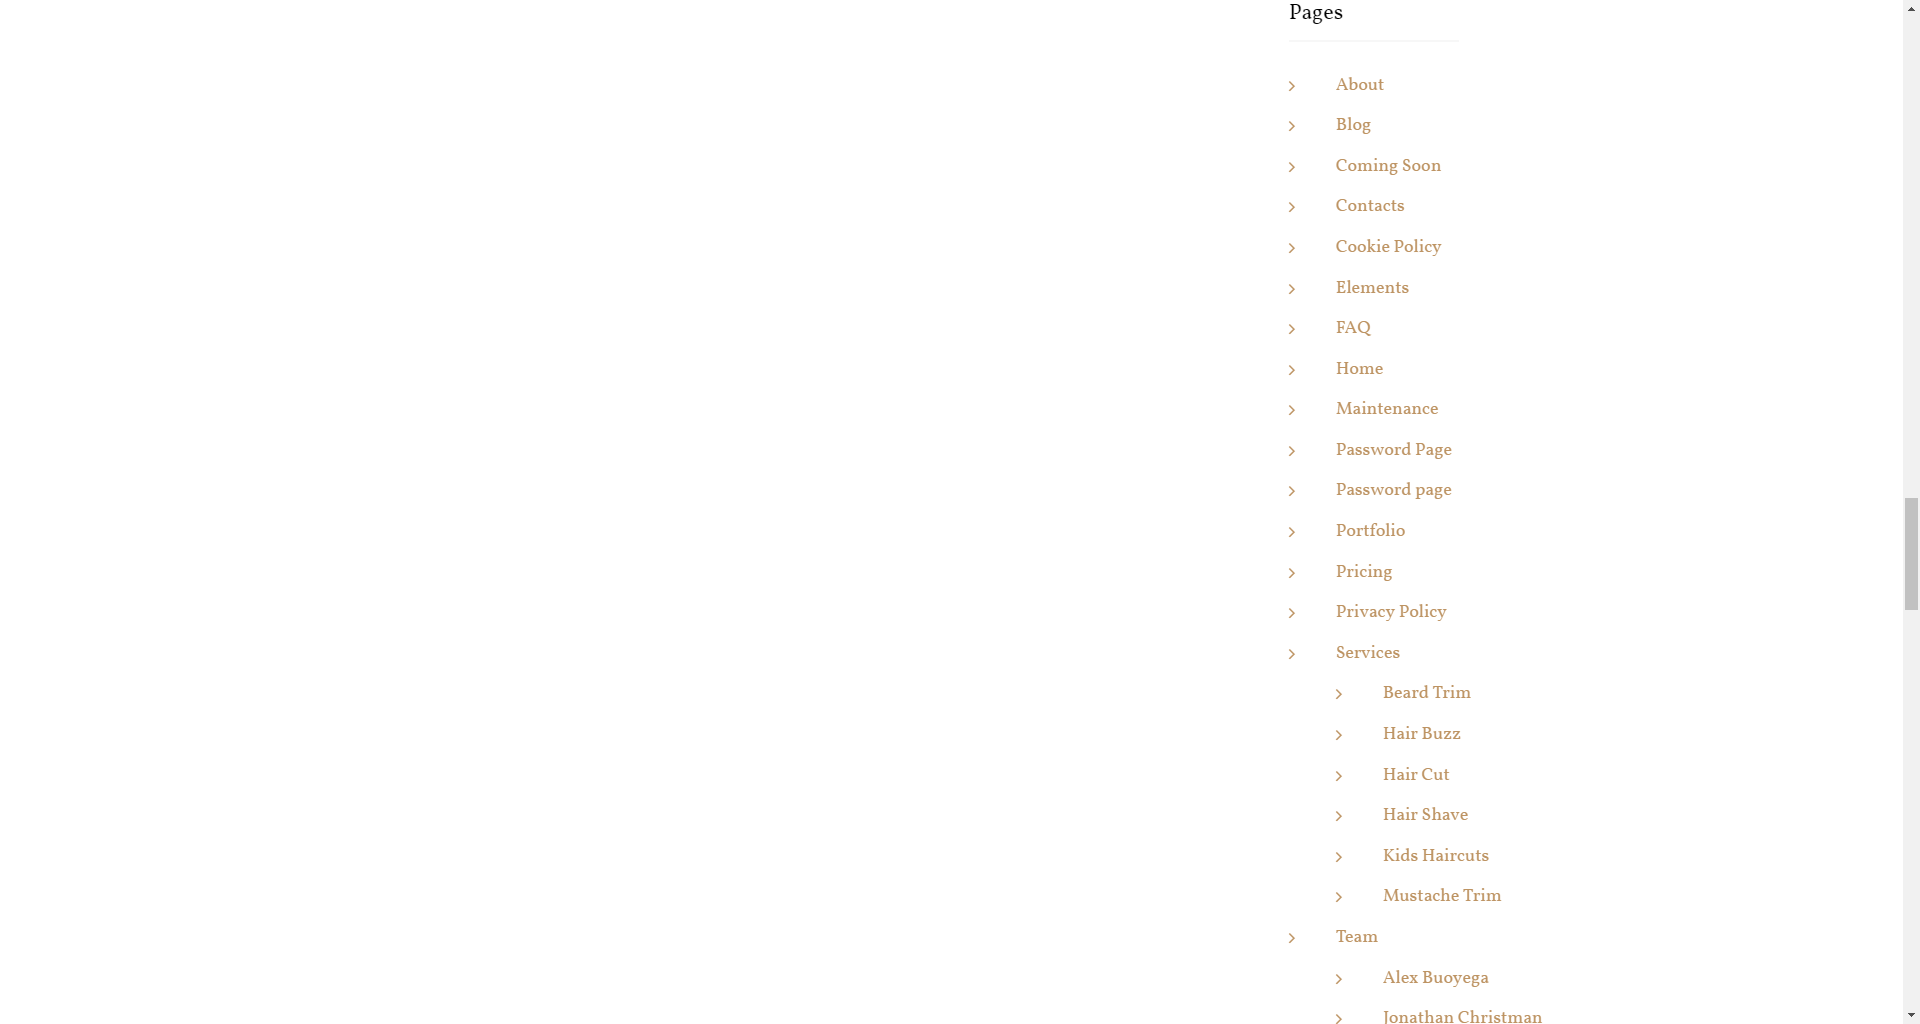 Pages
About
Blog
Coming Soon
Contacts
Cookie Policy
Elements
FAQ
Home
Maintenance
Password Page
Password page
Portfolio
Pricing
Privacy Policy
Services
Beard Trim
Hair Buzz
Hair Cut
Hair Shave
Kids Haircuts
Mustache Trim
Team
Alex Buoyega
Jonathan Christman